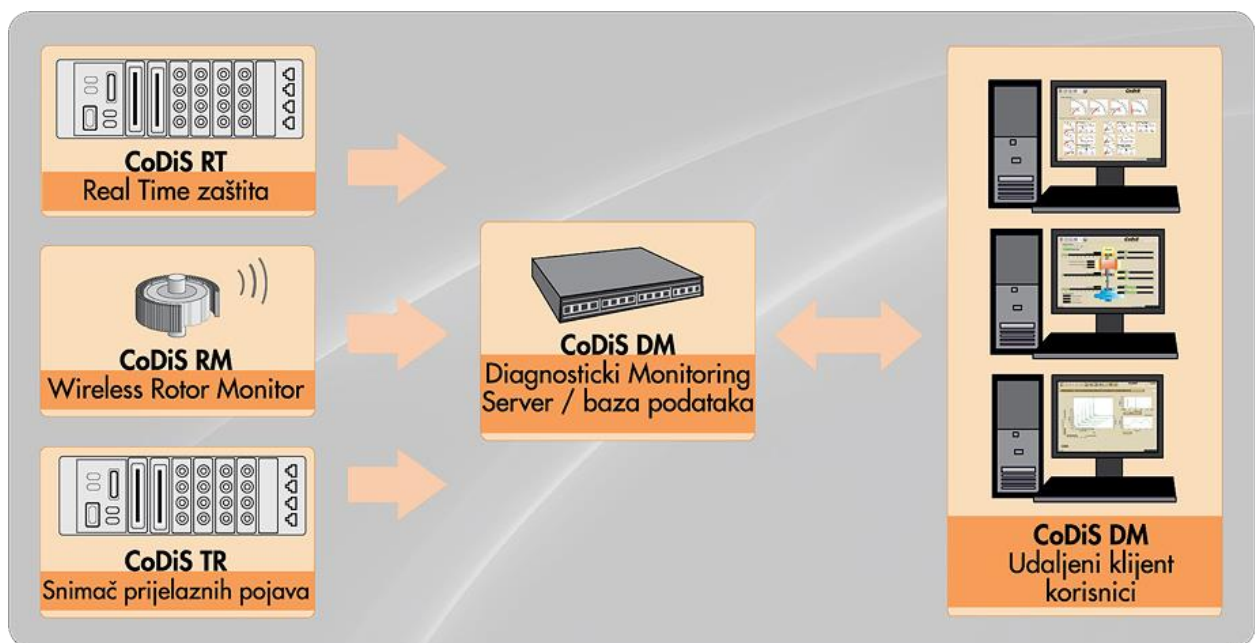 CoDiS RT
Real Time zaštita
CoDiS RM
Wireless Rotor Monitor
CoDiS TR
Snimač prijelaznih pojava
CoDiS DM
Diagnosticki Monitoring
Server / baza podataka
CoDiS DM
Udaljeni klijent
korisnici